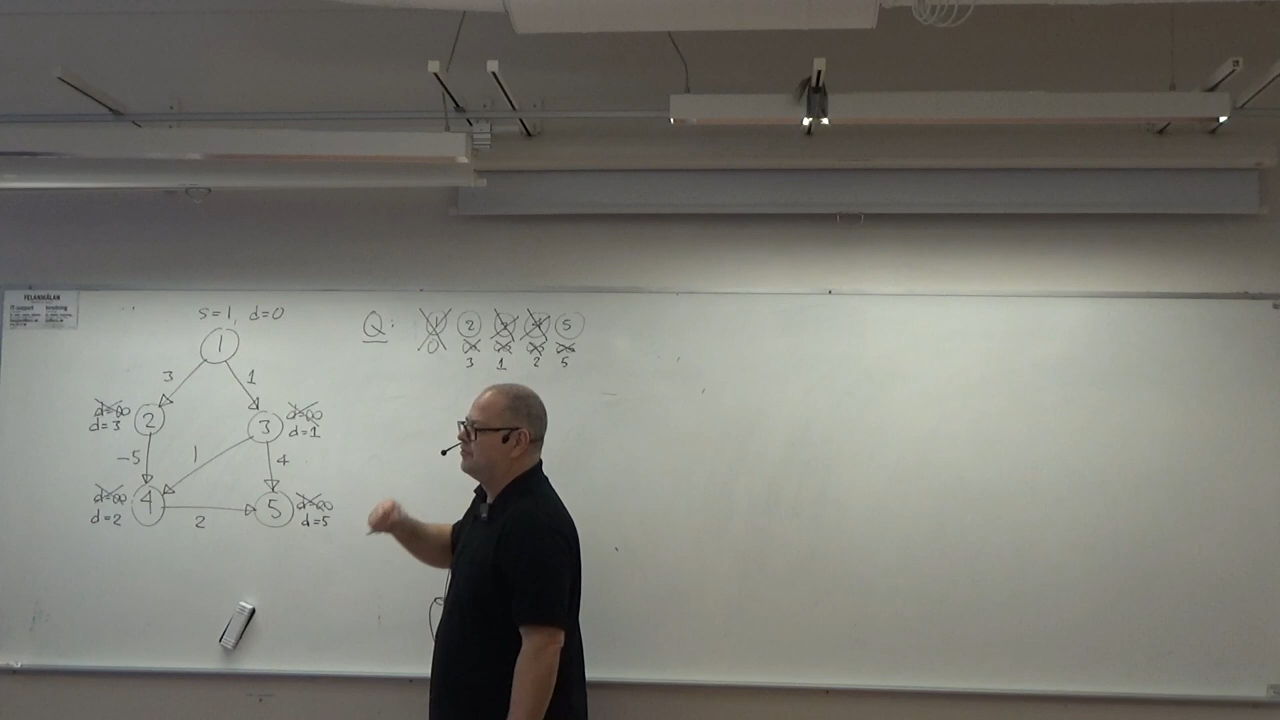 FELANMÄLAN
s=1, d=0
Q: 1 2 3 4 5
0 ∞ ∞ ∞ ∞
3 1 2 5
1
3 1
d=∞ 2 3 d=∞
d=3 d=1
-5 1 4
d=∞ 4 5 d=∞
d=2 2 d=5